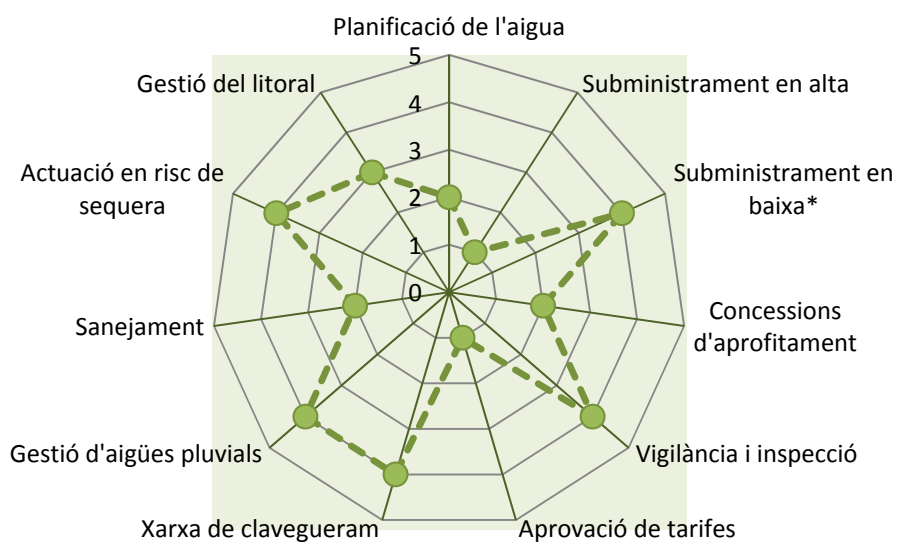 Planificació de l'aigua
5
4
3
2
1
0
Subministrament en alta
Subministrament en
baixa*
Concessions
d'aprofitament
Vigilància i inspecció
Aprovació de tarifes
Xarxa de clavegueram
Gestió d'aigües pluvials
Sanejament
Actuació en risc de
sequera
Gestió del litoral